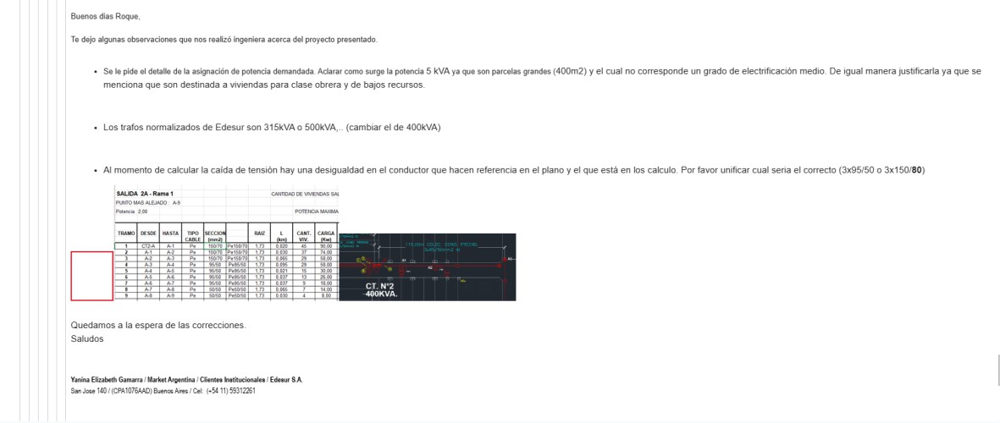 Buenos dias Roque,
Te dejo algunas observaciones que nos realizó ingeniera acerca del proyecto presentado.
• Se le pide el detalle de la asignación de potencia demandada. Aclarar como surge la potencia 5 kVA ya que son parcelas grandes (400m2) y el cual no corresponde un grado de electrificación medio. De igual manera justificarla ya que se
menciona que son destinada a viviendas para clase obrera y de bajos recursos.
• Los trafos normalizados de Edesur son 315kVA o 500kVA,.. (cambiar el de 400kVA)
• Al momento de calcular la caída de tensión hay una desigualdad en el conductor que hacen referencia en el plano y el que está en los calculo. Por favor unificar cual seria el correcto (3x95/50 o 3x150/80)
SALIDA 2A - Rama 1 CANTIDAD DE VIVIENDAS SAL
PUNTO MAS ALEJADO : A-9
Potencia 2,00 POTENCIA MAXIMA
TRAMO DESDE HASTA TIPO SECCION RAIZ L CANT. CARGA
CABLE (mm2) (km) VIV. (Kw)
1 CT2-A A-1 Pe 150/70 Pe150/70 1,73 0,020 45 90,00
2 A-1 A-2 Pe 150/70 Pe150/70 1,73 0,030 37 74,00
3 A-2 A-3 Pe 150/70 Pe150/70 1,73 0,065 29 58,00
4 A-3 A-4 Pe 95/50 Pe95/50 1,73 0,095 29 58,00
5 A-4 A-5 Pe 95/50 Pe95/50 1,73 0,021 15 30,00
6 A-5 A-6 Pe 95/50 Pe95/50 1,73 0,037 13 26,00
7 A-6 A-7 Pe 95/50 Pe95/50 1,73 0,037 9 18,00
8 A-7 A-8 Pe 50/50 Pe50/50 1,73 0,065 7 14,00
9 A-8 A-9 Pe 50/50 Pe50/50 1,73 0,030 4 8,00
COLOC. COND. PREENS.
C.T. N°2
400KVA.
Quedamos a la espera de las correcciones.
Saludos
Yanina Elizabeth Gamarra / Market Argentina / Clientes Institucionales / Edesur S.A.
San Jose 140 / (CPA1076AAD) Buenos Aires / Cel: (+54 11) 59312261